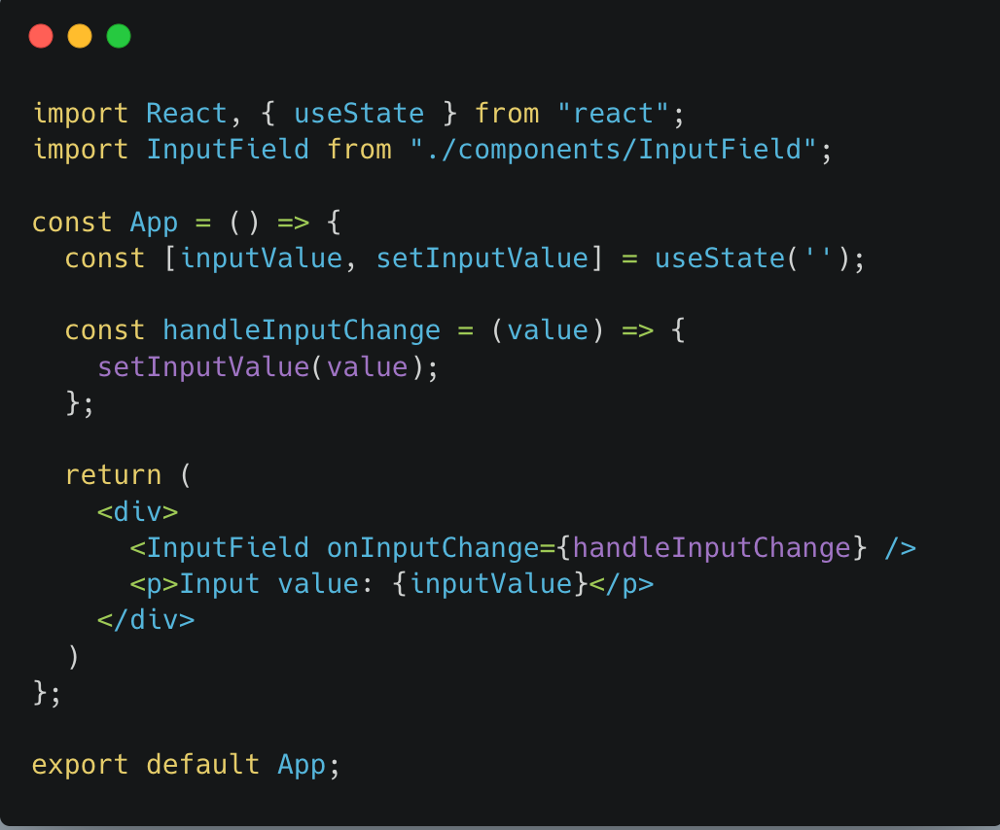 import React, { useState } from "react";
import InputField from "./components/InputField";

const App = () => {
  const [inputValue, setInputValue] = useState('');

  const handleInputChange = (value) => {
    setInputValue(value);
  };

  return (
    <div>
      <InputField onInputChange={handleInputChange} />
      <p>Input value: {inputValue}</p>
    </div>
  )
};

export default App;